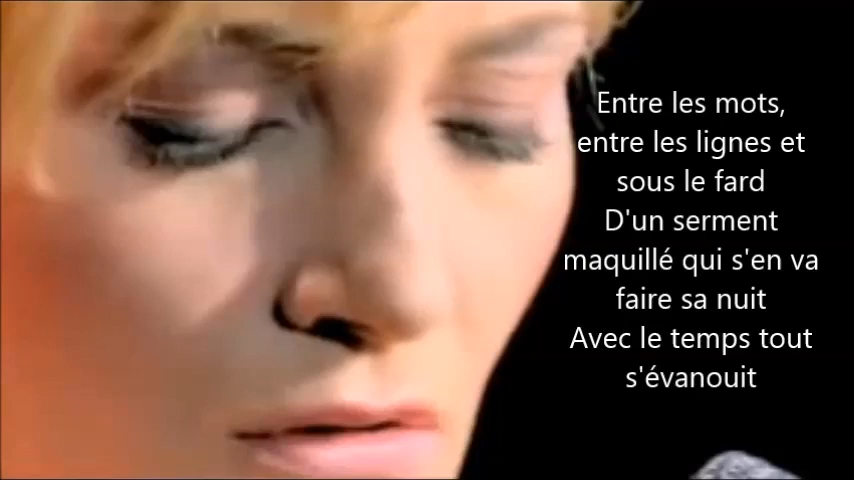 Entre les mots,
entre les lignes et
sous le fard
D'un serment
maquillé qui s'en va
faire sa nuit
Avec le temps tout
s'évanouit